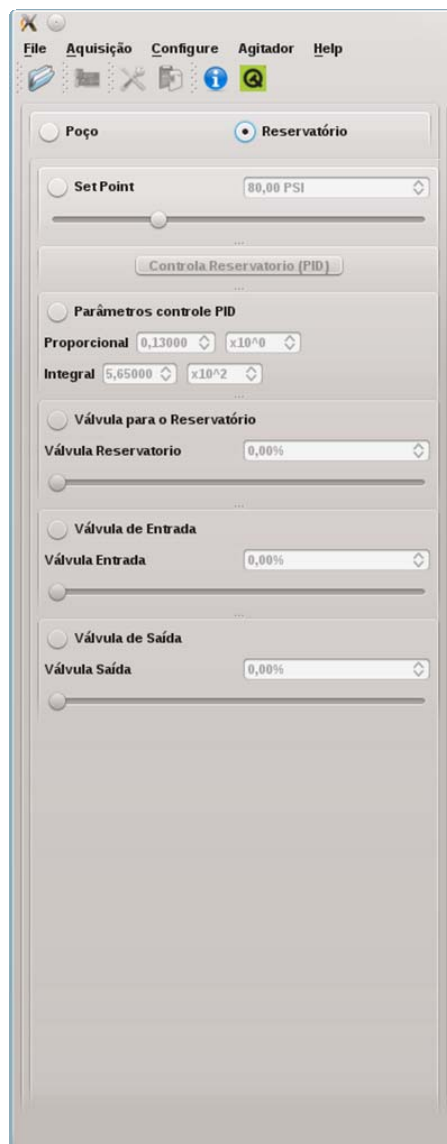 File Aquisição Configure Agitador Help
Poço Reservatório
Set Point 80,00 PSI
...
Controla Reservatorio (PID)
...
Parâmetros controle PID
Proporcional 0,13000 x10^0
Integral 5,65000 x10^2
...
Válvula para o Reservatório
Válvula Reservatorio 0,00%
...
Válvula de Entrada
Válvula Entrada 0,00%
...
Válvula de Saída
Válvula Saída 0,00%